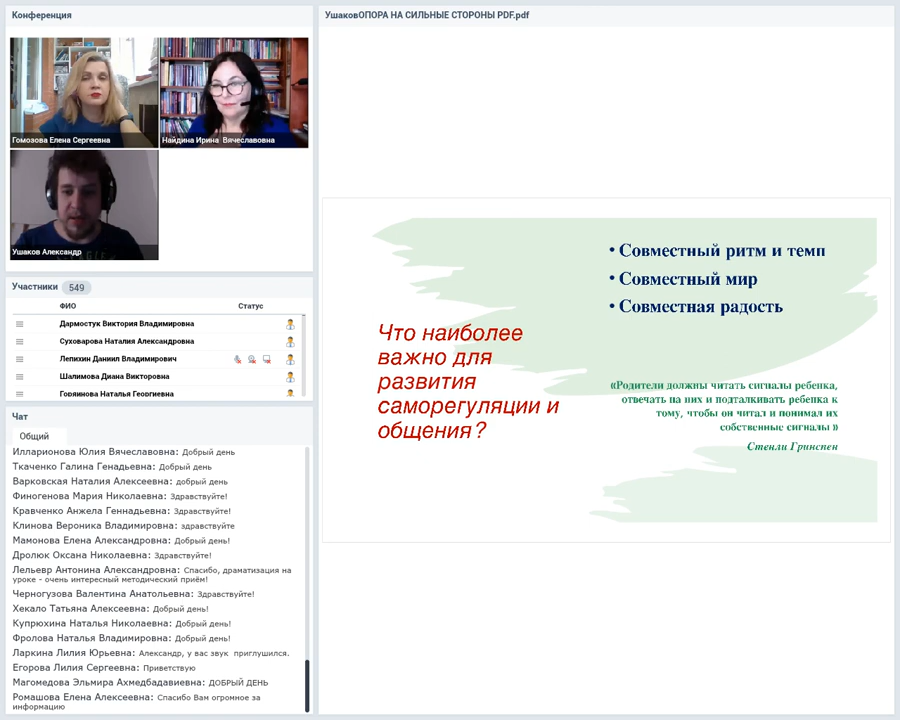 Конференция
Гомозова Елена Сергеевна
Найдина Ирина Вячеславовна
Ушаков Александр
Участники 549
ФИО Статус
Дармостук Виктория Владимировна
Суховарова Наталия Александровна
Лепихин Даниил Владимирович
Шалимова Диана Викторовна
Горяинова Наталья Георгиевна
Чат
Общий
Илларионова Юлия Вячеславовна: Добрый день
Ткаченко Галина Генадьевна: Добрый день
Варковская Наталия Алексеевна: добрый день
Финогенова Мария Николаевна: Здравствуйте!
Кравченко Анжела Геннадьевна: Здравствуйте!
Клинова Вероника Владимировна: здравствуйте
Мамонова Елена Александровна: Добрый день!
Дролюк Оксана Николаевна: Здравствуйте!
Лельевр Антонина Александровна: Спасибо, драматизация на
уроке - очень интересный методический приём!
Черногузова Валентина Анатольевна: Здравствуйте!
Хекало Татьяна Алексеевна: Добрый день!
Купрюхина Наталья Николаевна: Добрый день!
Фролова Наталья Владимировна: Добрый день!
Ларкина Лилия Юрьевна: Александр, у вас звук приглушился.
Егорова Лилия Сергеевна: Приветствую
Магомедова Эльмира Ахмедбадавиевна: ДОБРЫЙ ДЕНЬ
Ромашова Елена Алексеевна: Спасибо Вам огромное за
информацию
УшаковОПОРА НА СИЛЬНЫЕ СТОРОНЫ PDF.pdf
Что наиболее
важно для
развития
саморегуляции и
общения?
• Совместный ритм и темп
• Совместный мир
• Совместная радость
«Родители должны читать сигналы ребенка,
отвечать на них и подталкивать ребенка к
тому, чтобы он читал и понимал их
собственные сигналы »
Стенли Гринспен